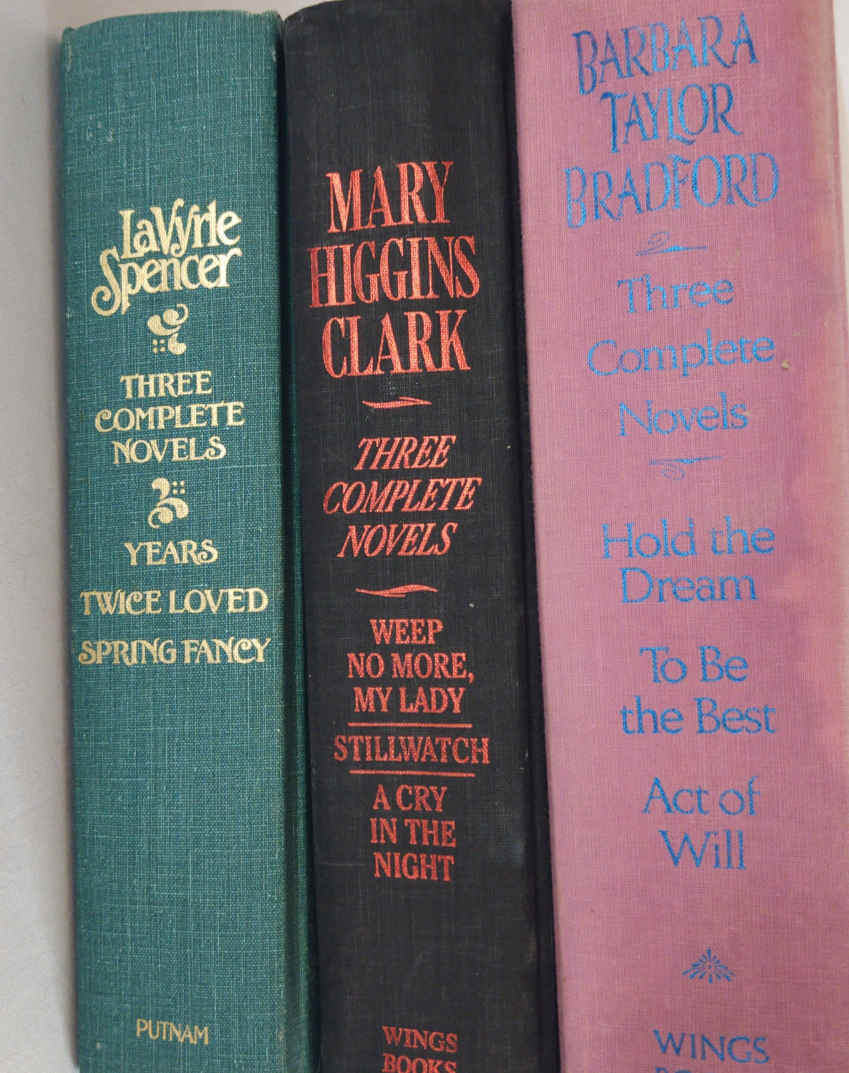 LaVyrle
Spencer
THREE
COMPLETE
NOVELS
YEARS
TWICE LOVED
SPRING FANCY
PUTNAM
MARY
HIGGINS
CLARK
THREE
COMPLETE
NOVELS
WEEP
NO MORE,
MY LADY
STILLWATCH
A CRY
IN THE
NIGHT
WINGS
BOOKS
BARBARA
TAYLOR
BRADFORD
Three
Complete
Novels
Hold the
Dream
To Be
the Best
Act of
Will
WINGS